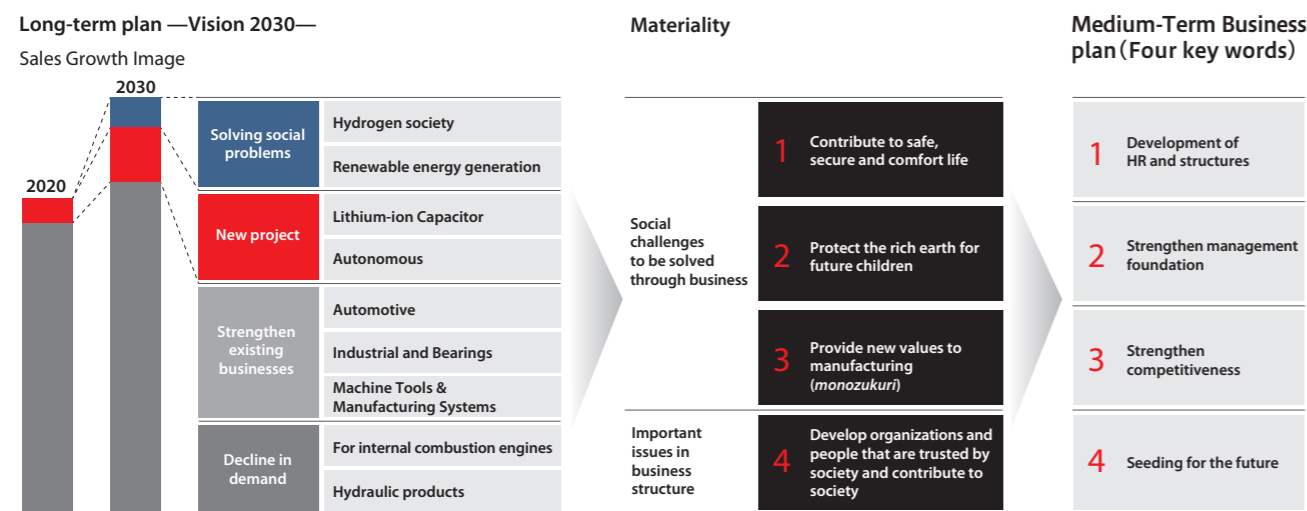 Long-term plan —Vision 2030—
Sales Growth Image
2020
2030
Solving social
problems
Hydrogen society
Renewable energy generation
New project
Lithium-ion Capacitor
Autonomous
Strengthen
existing
businesses
Automotive
Industrial and Bearings
Machine Tools &
Manufacturing Systems
Decline in
demand
For internal combustion engines
Hydraulic products
Materiality
Social
challenges
to be solved
through business
1
Contribute to safe,
secure and comfort life
2
Protect the rich earth for
future children
3
Provide new values to
manufacturing
(monozukuri)
Important
issues in
business
structure
4
Develop organizations and
people that are trusted by
society and contribute to
society
Medium-Term Business
plan（Four key words）
1
Development of
HR and structures
2
Strengthen management
foundation
3
Strengthen
competitiveness
4
Seeding for the future